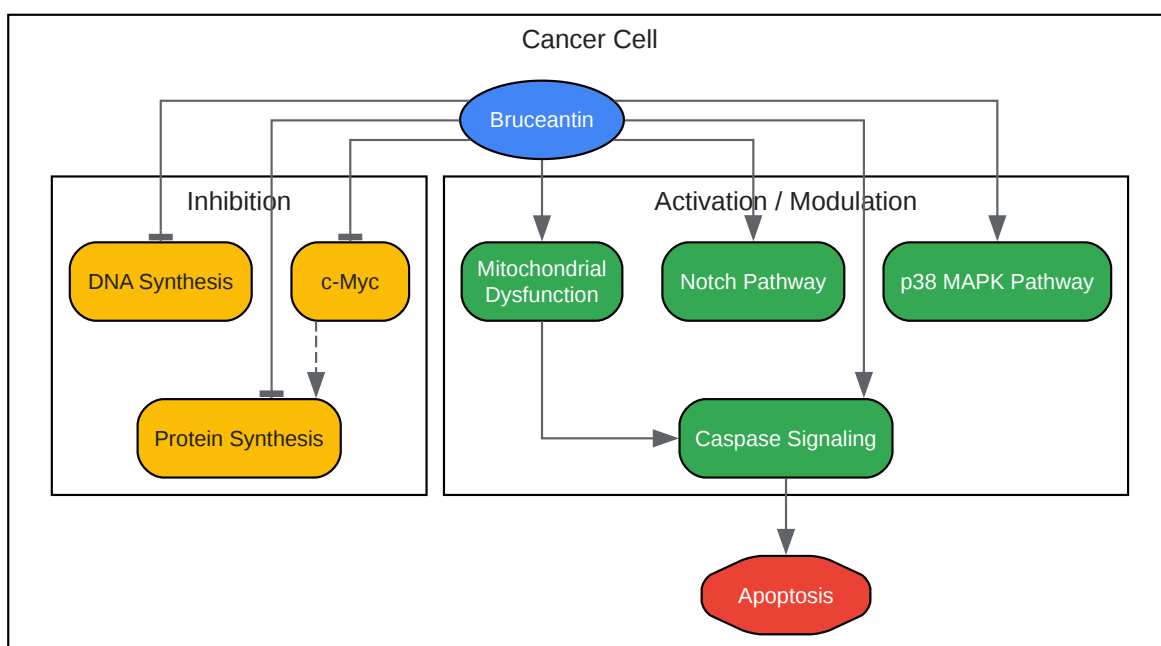 Cancer Cell
Bruceantin
Inhibition
Activation / Modulation
DNA Synthesis
c-Myc
Mitochondrial
Dysfunction
Notch Pathway
p38 MAPK Pathway
Protein Synthesis
Caspase Signaling
Apoptosis